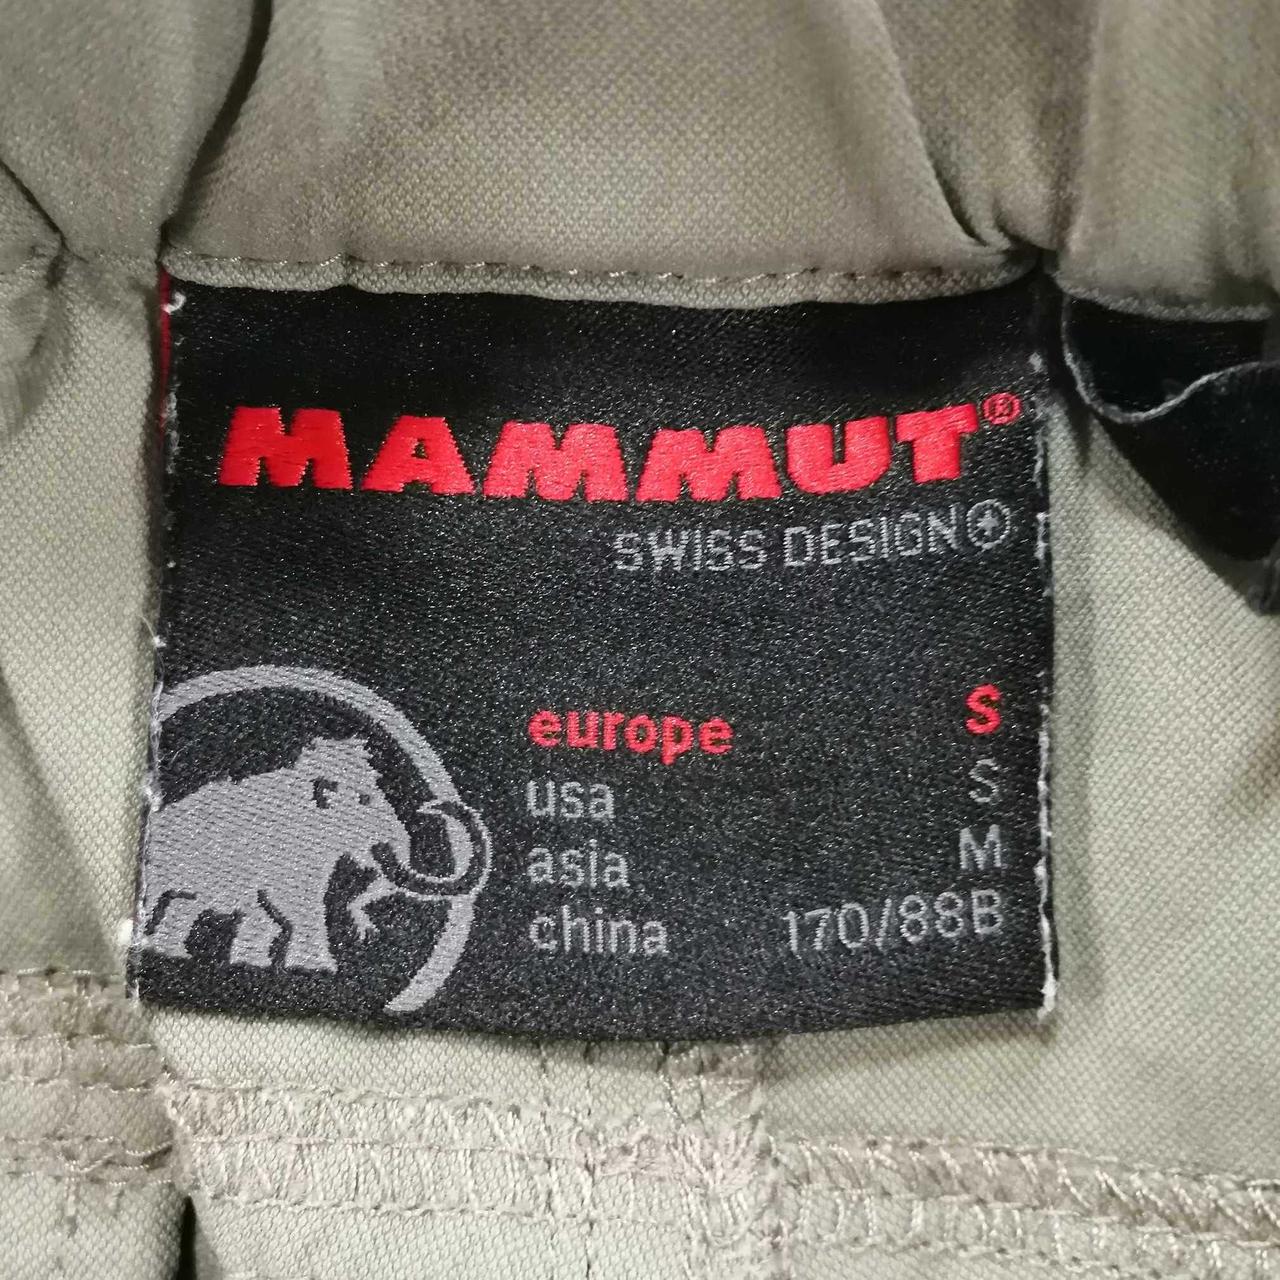 MAMMUT®
SWISS DESIGN
europe S
usa S
asia M
china 170/88B